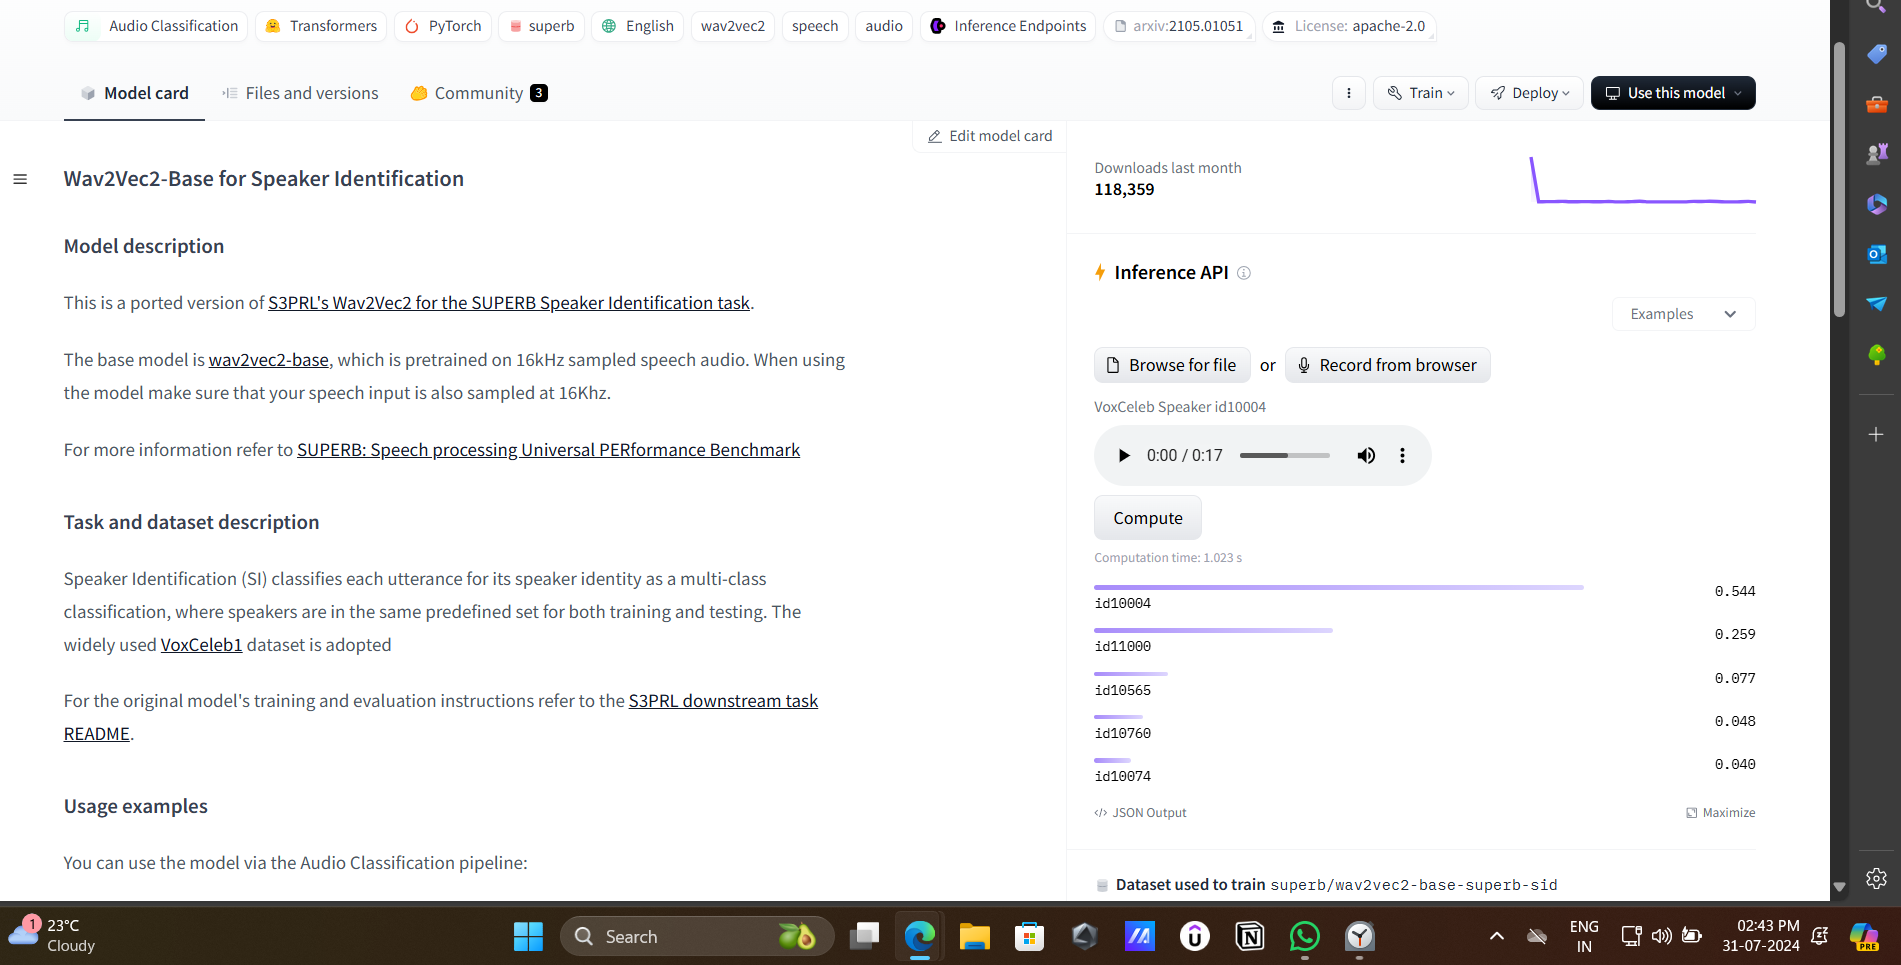 Audio Classification Transformers PyTorch superb English wav2vec2 speech audio Inference Endpoints arxiv:2105.01051 License: apache-2.0
Model card Files and versions Community 3 Train Deploy Use this model
Edit model card
Wav2Vec2-Base for Speaker Identification
Model description
This is a ported version of S3PRL's Wav2Vec2 for the SUPERB Speaker Identification task.
The base model is wav2vec2-base, which is pretrained on 16kHz sampled speech audio. When using
the model make sure that your speech input is also sampled at 16Khz.
For more information refer to SUPERB: Speech processing Universal PERformance Benchmark
Task and dataset description
Speaker Identification (SI) classifies each utterance for its speaker identity as a multi-class
classification, where speakers are in the same predefined set for both training and testing. The
widely used VoxCeleb1 dataset is adopted
For the original model's training and evaluation instructions refer to the S3PRL downstream task
README.
Usage examples
You can use the model via the Audio Classification pipeline:
Downloads last month
118,359
Inference API
Examples
Browse for file or Record from browser
VoxCeleb Speaker id10004
0:00 / 0:17
Compute
Computation time: 1.023 s
id10004 0.544
id11000 0.259
id10565 0.077
id10760 0.048
id10074 0.040
JSON Output Maximize
Dataset used to train superb/wav2vec2-base-superb-sid
1
23°C
Cloudy
Search
ENG
IN
02:43 PM
31-07-2024
PRE